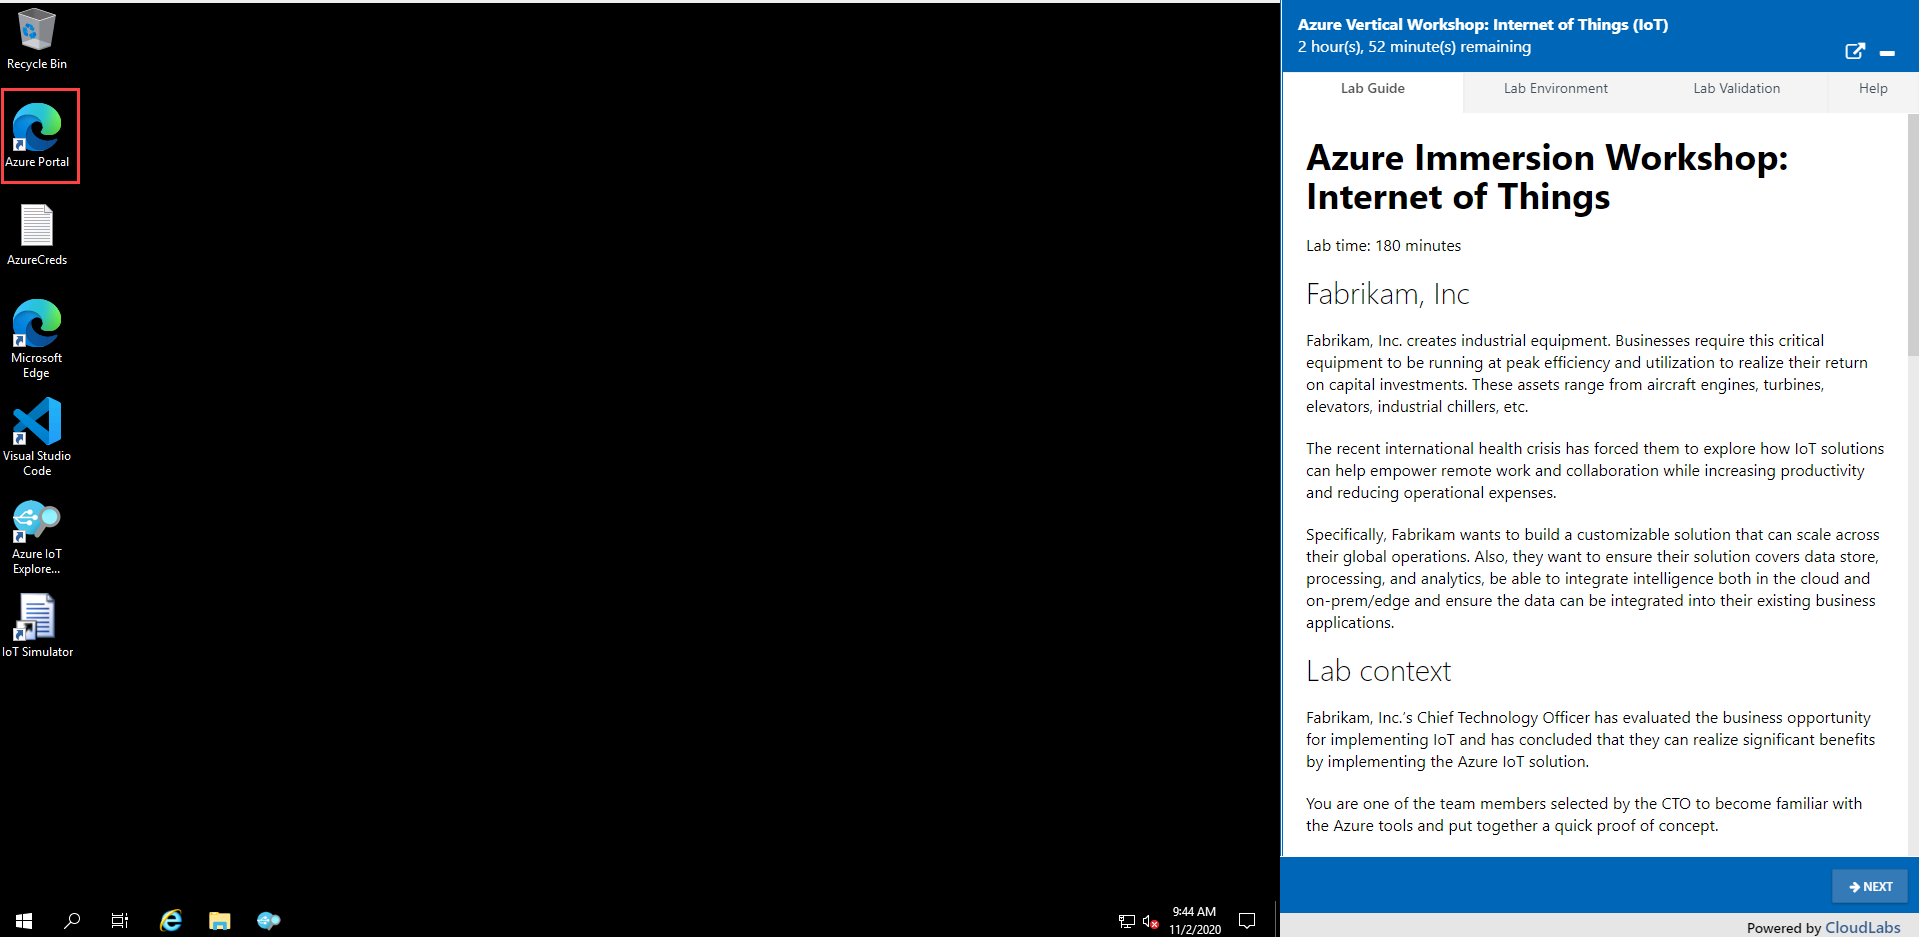 Recycle Bin
Azure Portal
AzureCreds
Microsoft
Edge
Visual Studio
Code
Azure IoT
Explore...
IoT Simulator
9:44 AM
11/2/2020
Azure Vertical Workshop: Internet of Things (IoT)
2 hour(s), 52 minute(s) remaining
Lab Guide
Lab Environment
Lab Validation
Help
Azure Immersion Workshop:
Internet of Things
Lab time: 180 minutes
Fabrikam, Inc
Fabrikam, Inc. creates industrial equipment. Businesses require this critical
equipment to be running at peak efficiency and utilization to realize their return
on capital investments. These assets range from aircraft engines, turbines,
elevators, industrial chillers, etc.
The recent international health crisis has forced them to explore how IoT solutions
can help empower remote work and collaboration while increasing productivity
and reducing operational expenses.
Specifically, Fabrikam wants to build a customizable solution that can scale across
their global operations. Also, they want to ensure their solution covers data store,
processing, and analytics, be able to integrate intelligence both in the cloud and
on-prem/edge and ensure the data can be integrated into their existing business
applications.
Lab context
Fabrikam, Inc.'s Chief Technology Officer has evaluated the business opportunity
for implementing IoT and has concluded that they can realize significant benefits
by implementing the Azure IoT solution.
You are one of the team members selected by the CTO to become familiar with
the Azure tools and put together a quick proof of concept.
NEXT
Powered by CloudLabs